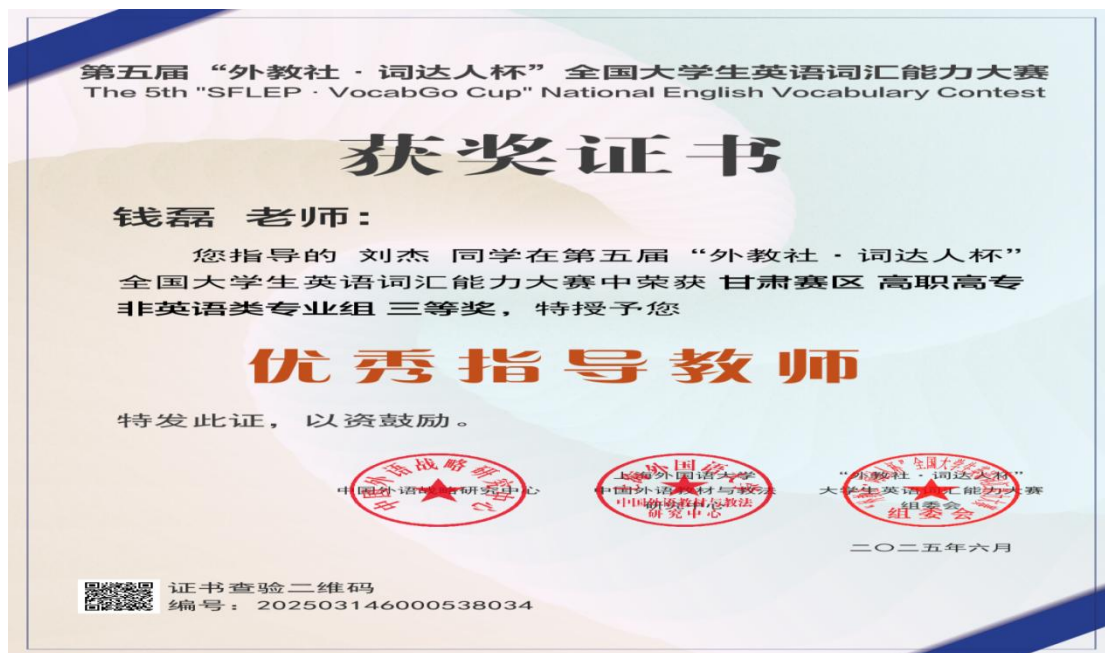 第五届“外教社·词达人杯”全国大学生英语词汇能力大赛
The 5th "SFLEP · VocabGo Cup" National English Vocabulary Contest
获奖证书
钱磊 老师：
您指导的 刘杰 同学在第五届“外教社·词达人杯”
全国大学生英语词汇能力大赛中荣获 甘肃赛区 高职高专
非英语类专业组 三等奖，特授予您
优秀指导教师
特发此证，以资鼓励。
中国外语战略研究中心
上海外国语大学
中国外语教材与教法
研究中心
“外教社·词达人杯”
大学生英语词汇能力大赛
组委会
二〇二五年六月
证书查验二维码
编号：202503146000538034